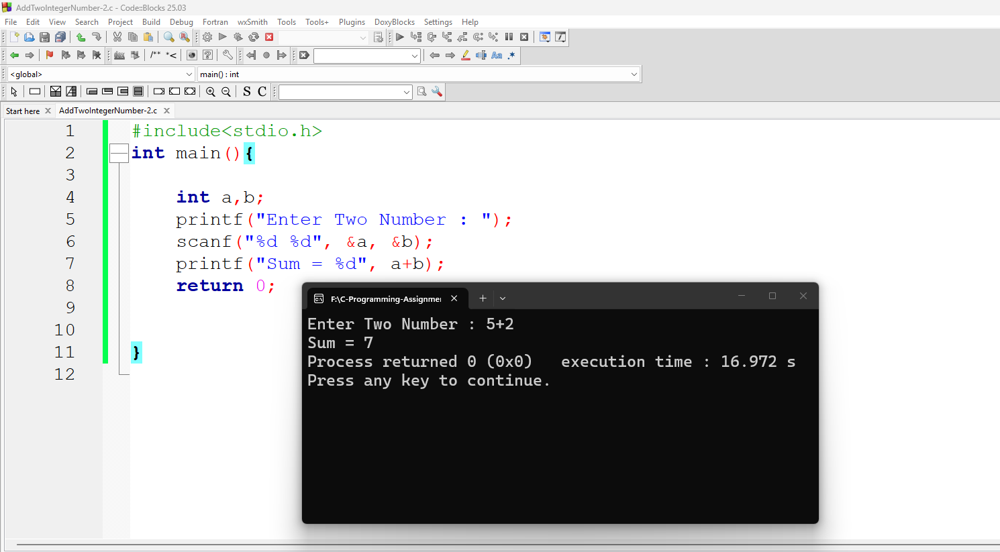 AddTwoIntegerNumber-2.c - Code::Blocks 25.03
File Edit View Search Project Build Debug Fortran wxSmith Tools Tools+ Plugins DoxyBlocks Settings Help
/** *<
Aa .*
<global> main() : int
S C
Start here AddTwoIntegerNumber-2.c
1 #include<stdio.h>
2 int main(){
3
4 int a,b;
5 printf("Enter Two Number : ");
6 scanf("%d %d", &a, &b);
7 printf("Sum = %d", a+b);
8 return 0;
9
10
11 }
12
F:\C-Programming-Assignmer
Enter Two Number : 5+2
Sum = 7
Process returned 0 (0x0)   execution time : 16.972 s
Press any key to continue.